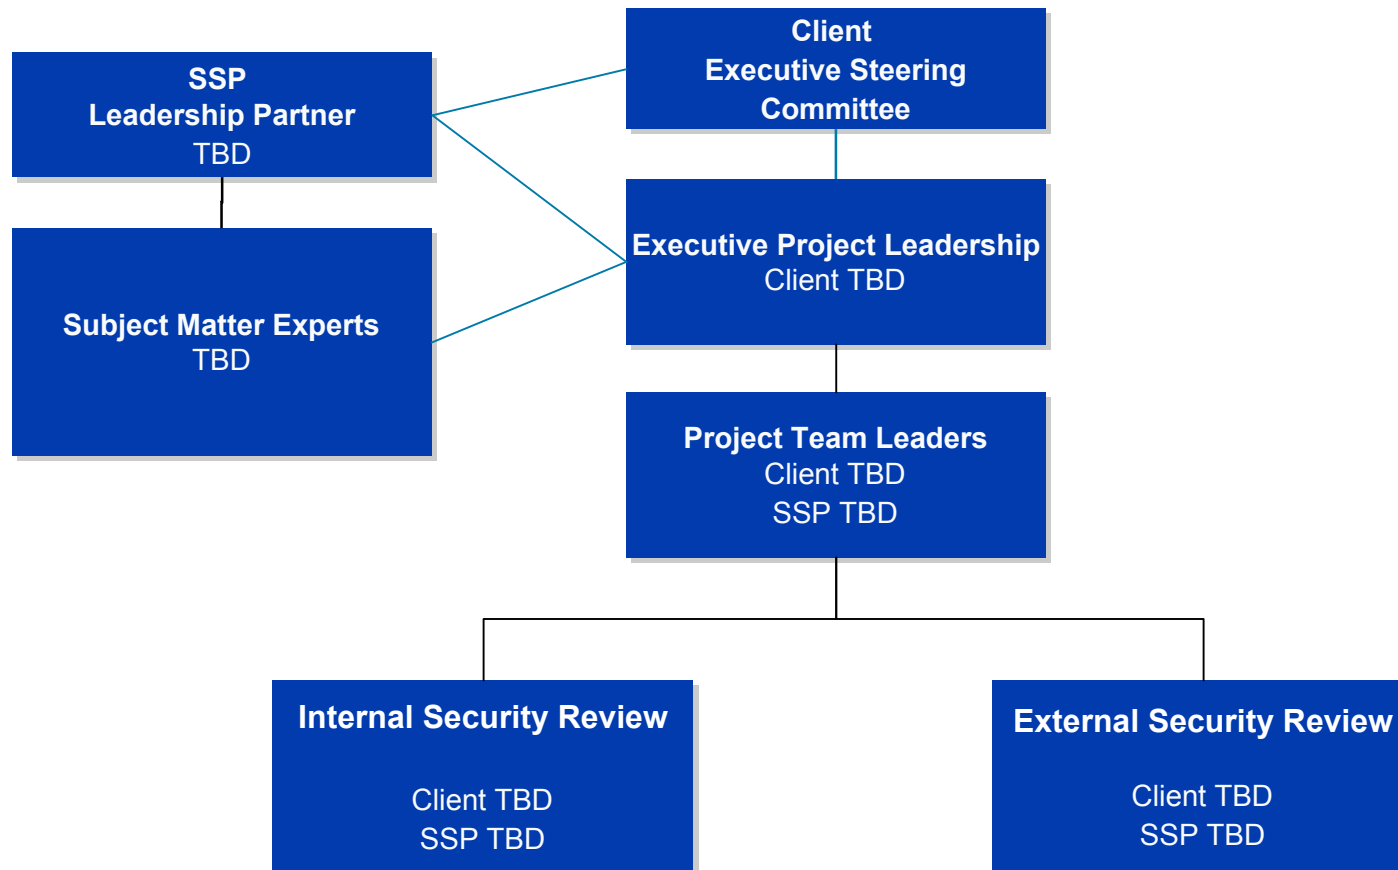 SSP
Leadership Partner
TBD
Client
Executive Steering
Committee
Subject Matter Experts
TBD
Executive Project Leadership
Client TBD
Project Team Leaders
Client TBD
SSP TBD
Internal Security Review
Client TBD
SSP TBD
External Security Review
Client TBD
SSP TBD